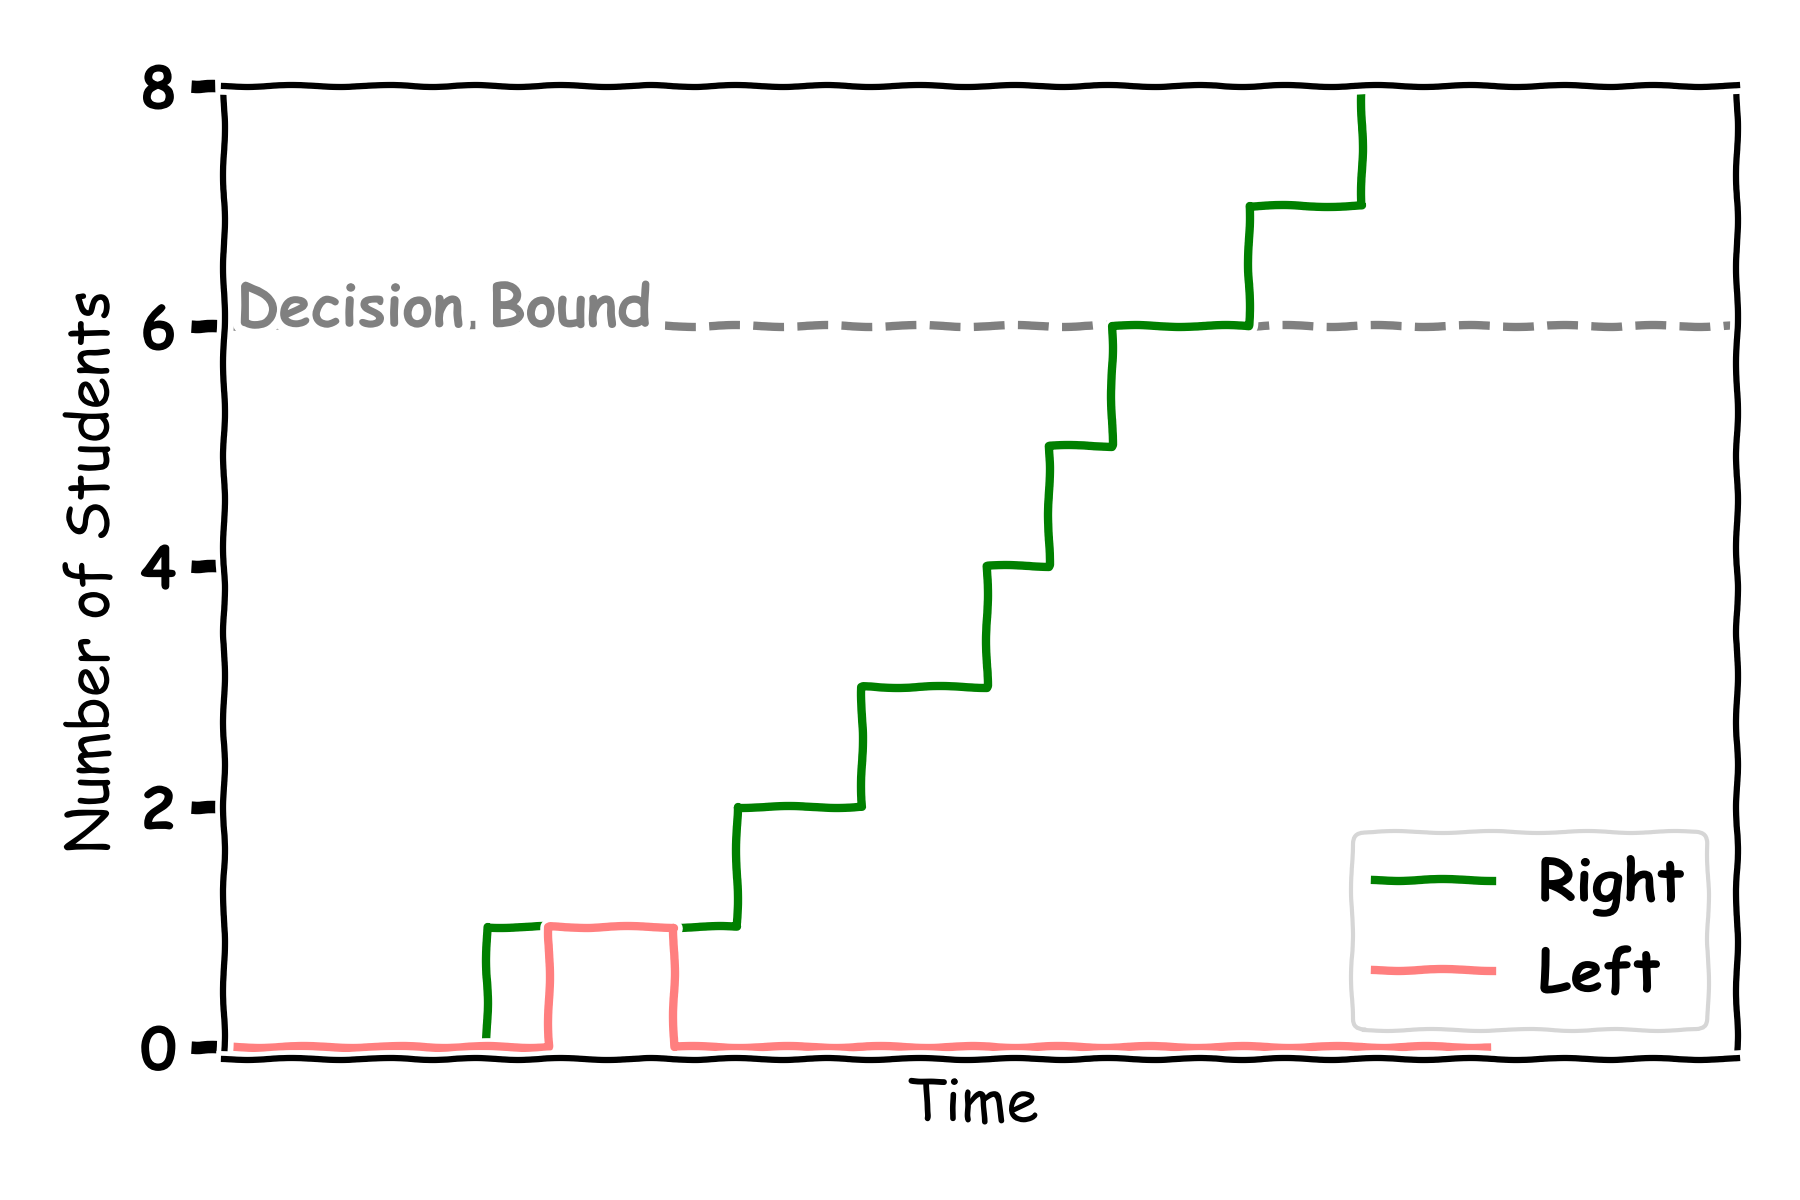 8
Decision Bound
6
4
2
0
Number of Students
Right
Left
Time